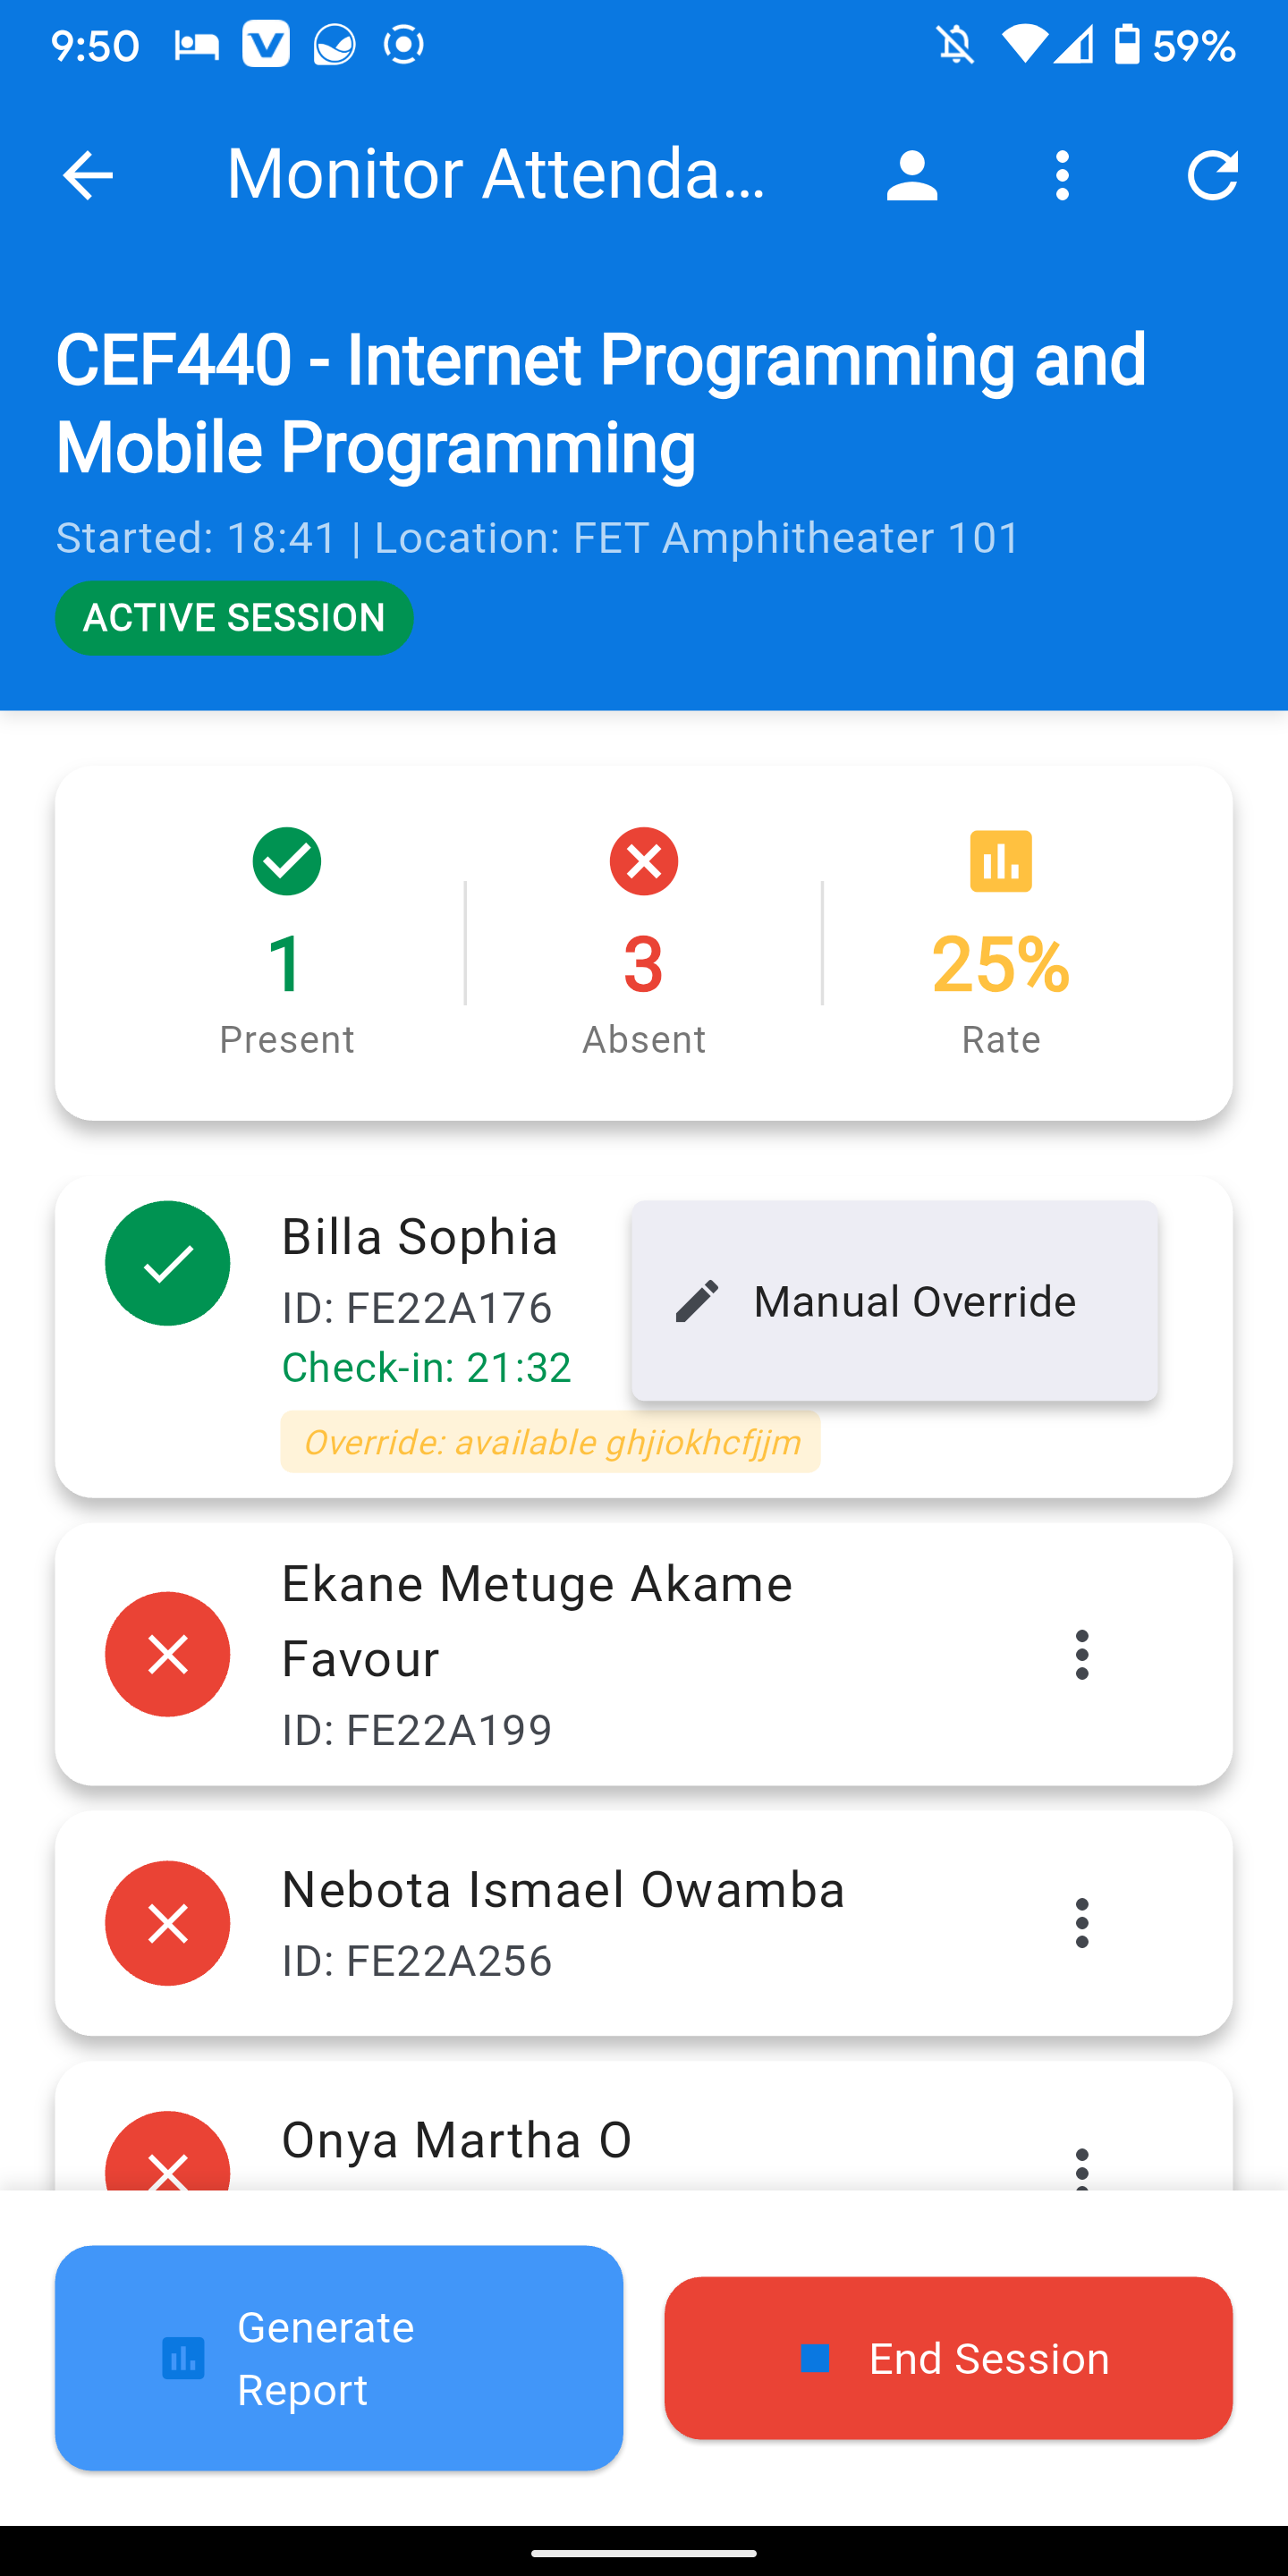 9:50
59%
Monitor Attenda...
CEF440 - Internet Programming and
Mobile Programming
Started: 18:41 | Location: FET Amphitheater 101
ACTIVE SESSION
1
3
25%
Present
Absent
Rate
Billa Sophia
ID: FE22A176
Check-in: 21:32
Manual Override
Override: available ghjiokhcfjjm
Ekane Metuge Akame
Favour
ID: FE22A199
Nebota Ismael Owamba
ID: FE22A256
Onya Martha O
Generate
Report
End Session